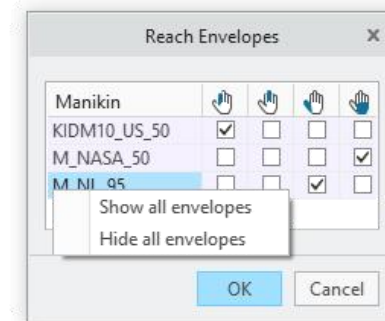 Reach Envelopes
Manikin
KIDM10_US_50
M_NASA_50
M_NL_95
Show all envelopes
Hide all envelopes
OK Cancel